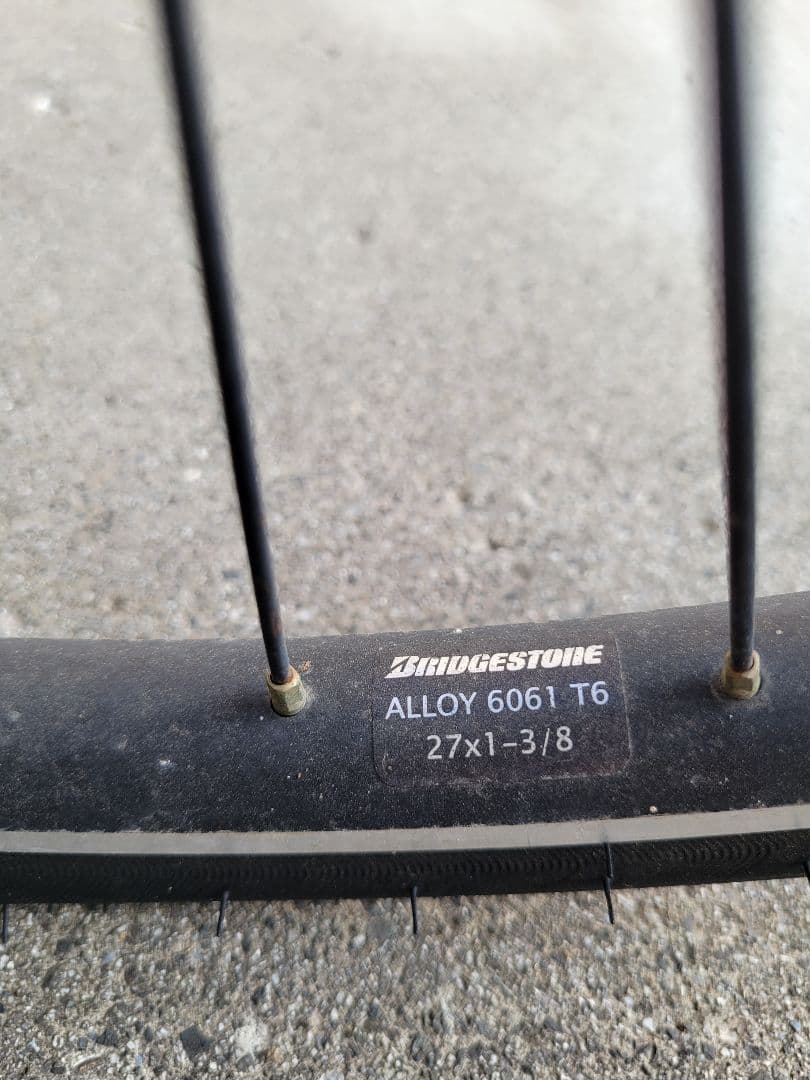 BRIDGESTONE
ALLOY 6061 T6
27x1-3/8